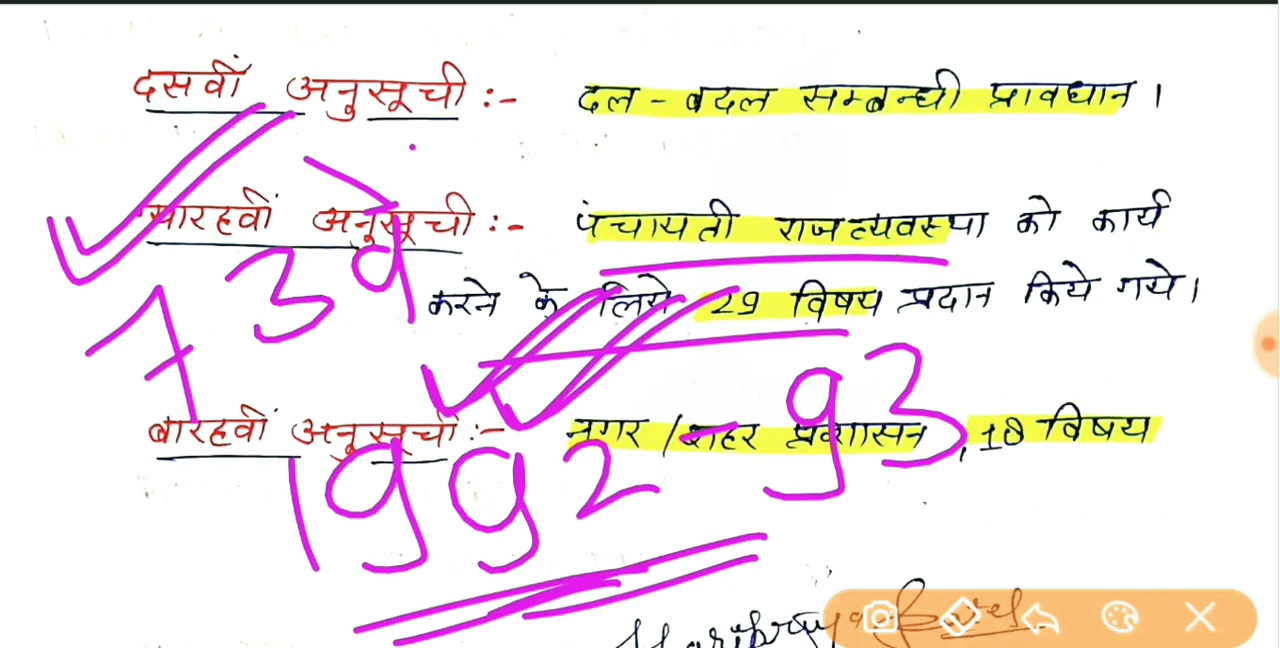 दसवीं अनुसूची :- दल-बदल सम्बन्धी प्रावधान।
ग्यारहवीं अनुसूची :- पंचायती राजव्यवस्था को कार्य
करने के लिये 29 विषय प्रदान किये गये।
बारहवीं अनुसूची :- नगर / शहर प्रशासन, 18 विषय
1992 93